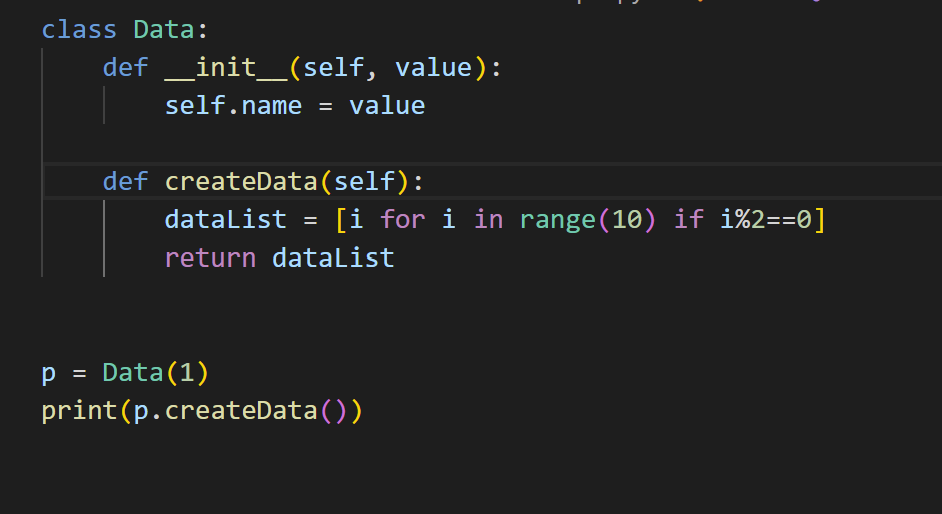 class Data:
    def __init__(self, value):
        self.name = value
    def createData(self):
        dataList = [i for i in range(10) if i%2==0]
        return dataList
p = Data(1)
print(p.createData())